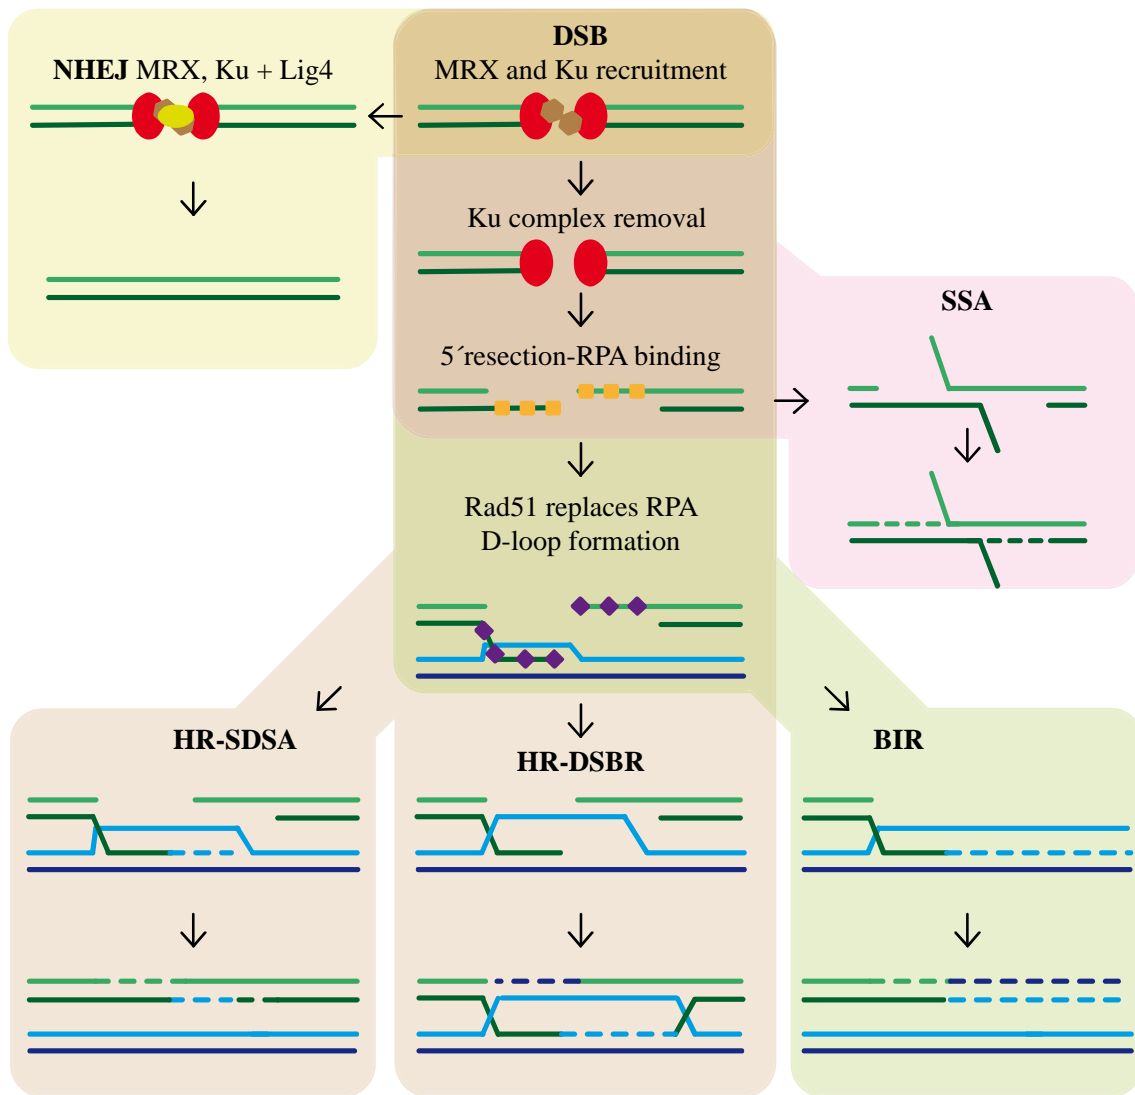 DSB
MRX and Ku recruitment
NHEJ MRX, Ku + Lig4
Ku complex removal
5´resection-RPA binding
SSA
Rad51 replaces RPA
D-loop formation
HR-SDSA
HR-DSBR
BIR